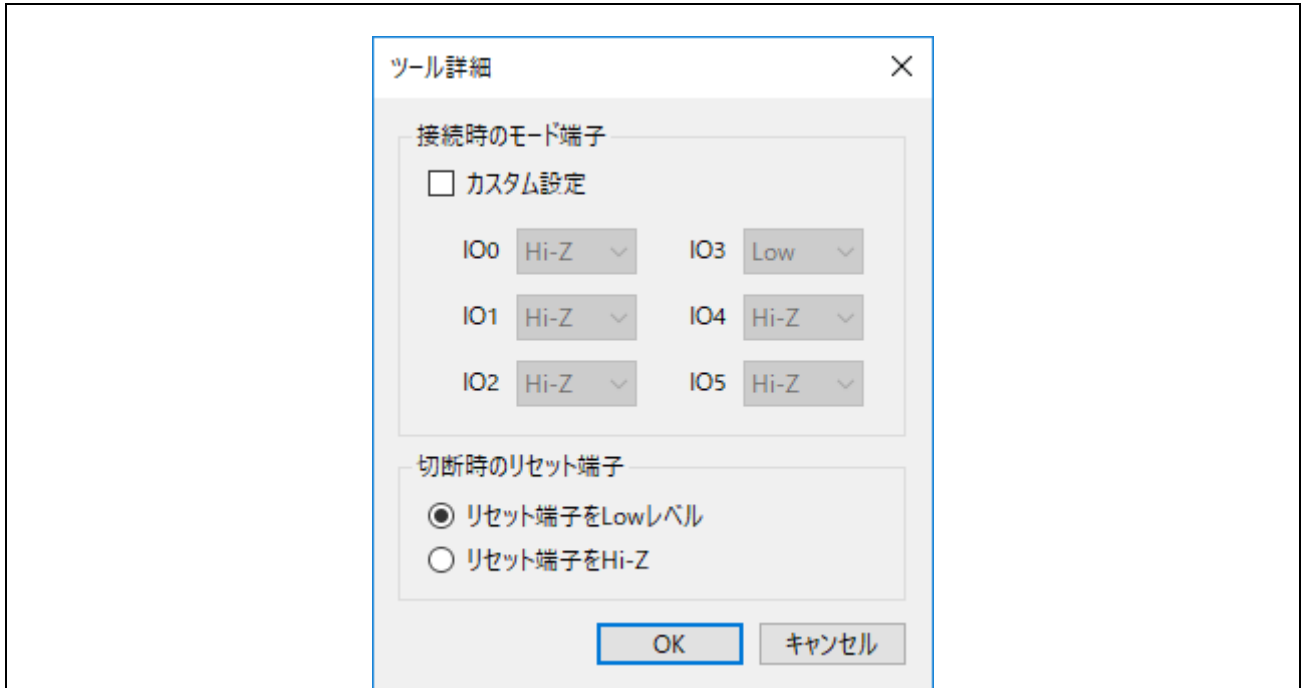 ツール詳細
接続時のモード端子
カスタム設定
IO0 Hi-Z IO3 Low
IO1 Hi-Z IO4 Hi-Z
IO2 Hi-Z IO5 Hi-Z
切断時のリセット端子
リセット端子をLowレベル
リセット端子をHi-Z
OK キャンセル